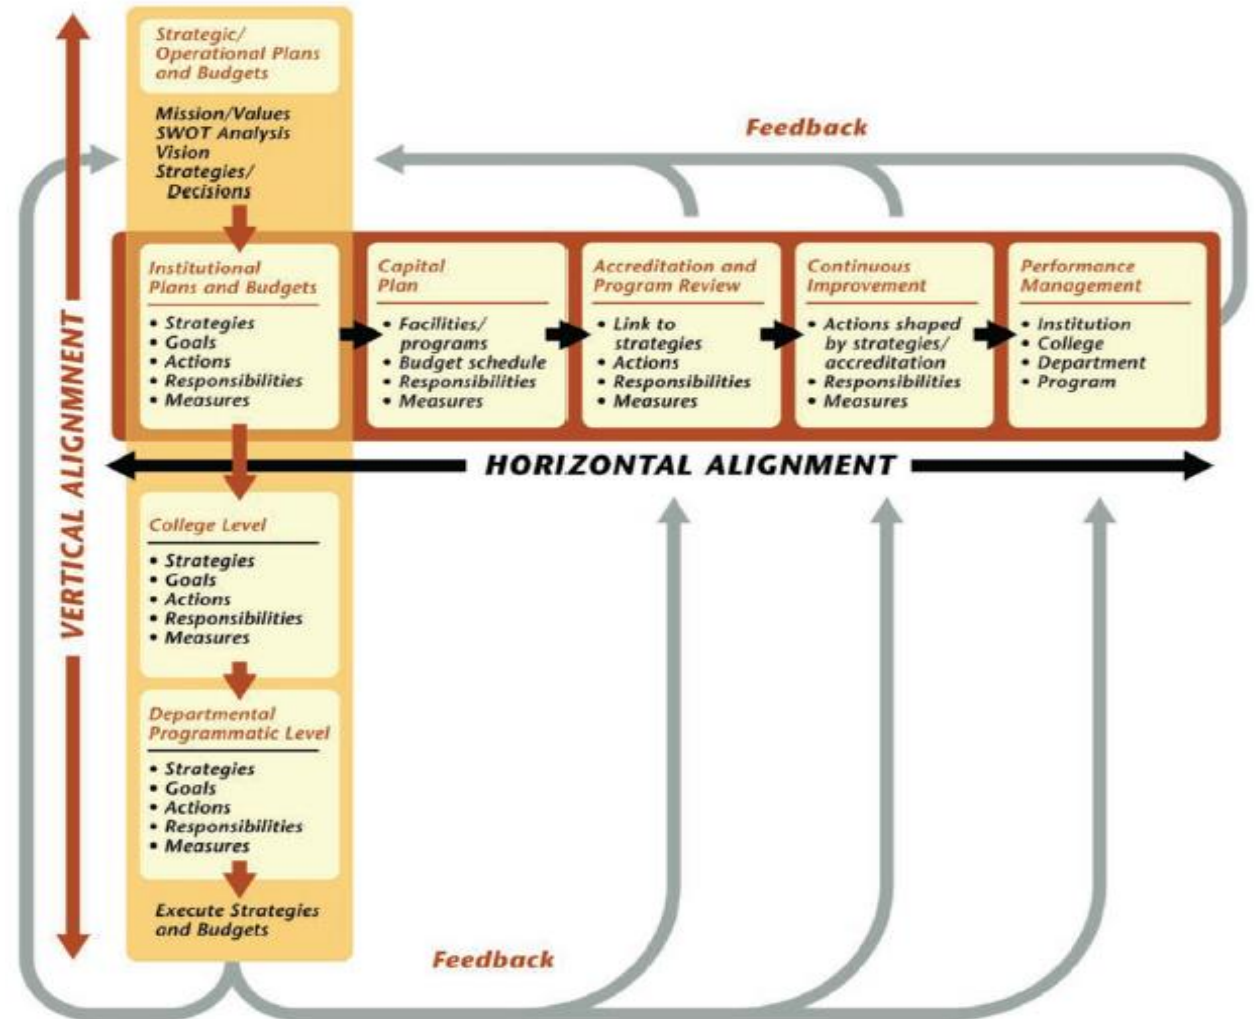 Strategic/
Operational Plans
and Budgets
Mission/Values
SWOT Analysis
Vision
Strategies/
Decisions
Feedback
Institutional
Plans and Budgets
• Strategies
• Goals
• Actions
• Responsibilities
• Measures
Capital
Plan
• Facilities/
programs
• Budget schedule
• Responsibilities
• Measures
Accreditation and
Program Review
• Link to
strategies
• Actions
• Responsibilities
• Measures
Continuous
Improvement
• Actions shaped
by strategies/
accreditation
• Responsibilities
• Measures
Performance
Management
• Institution
• College
• Department
• Program
VERTICAL ALIGNMENT
HORIZONTAL ALIGNMENT
College Level
• Strategies
• Goals
• Actions
• Responsibilities
• Measures
Departmental
Programmatic Level
• Strategies
• Goals
• Actions
• Responsibilities
• Measures
Execute Strategies
and Budgets
Feedback